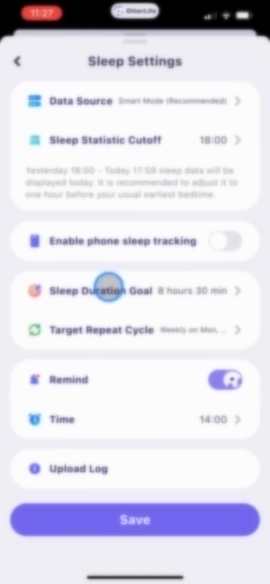 11:27
OtterLife
Sleep Settings
Data Source Smart Mode (Recommended)
Sleep Statistic Cutoff 18:00
Yesterday 18:00 - Today 17:59 sleep data will be
displayed today. It is recommended to adjust it to
one hour before your usual earliest bedtime.
Enable phone sleep tracking
Sleep Duration Goal 8 hours 30 min
Target Repeat Cycle Weekly on Mon, ...
Remind
Time 14:00
Upload Log
Save